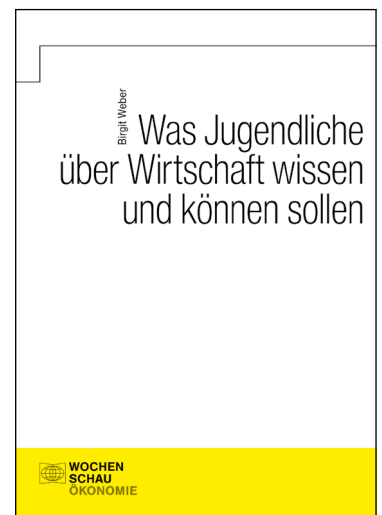 Birgit Weber
Was Jugendliche
über Wirtschaft wissen
und können sollen
WOCHEN
SCHAU
ÖKONOMIE